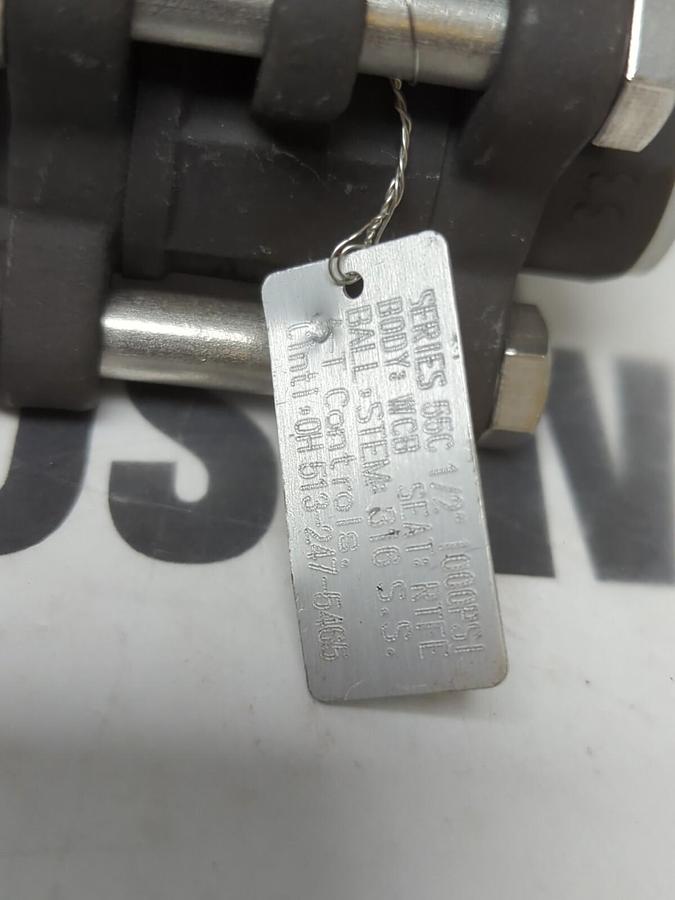 SERIES 55C 1/2" 1000PSI
BODY: WCB SEAT: RTFE
BALL,STEM: 316 S.S.
A-T Controls,
Cinti,OH 513-247-5465